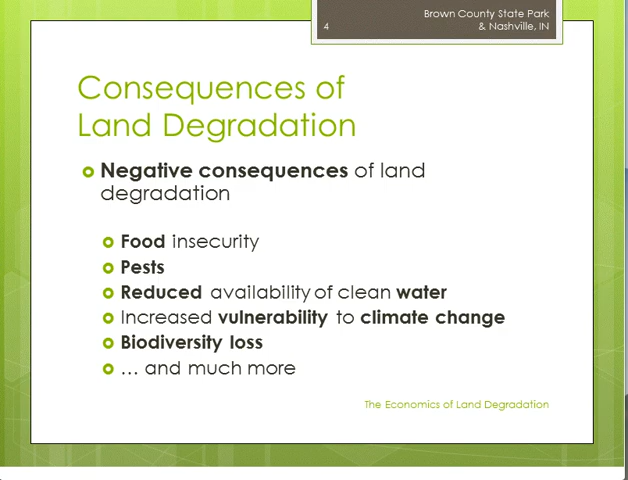 Brown County State Park
4 & Nashville, IN
Consequences of
Land Degradation
Negative consequences of land
degradation
Food insecurity
Pests
Reduced availability of clean water
Increased vulnerability to climate change
Biodiversity loss
… and much more
The Economics of Land Degradation